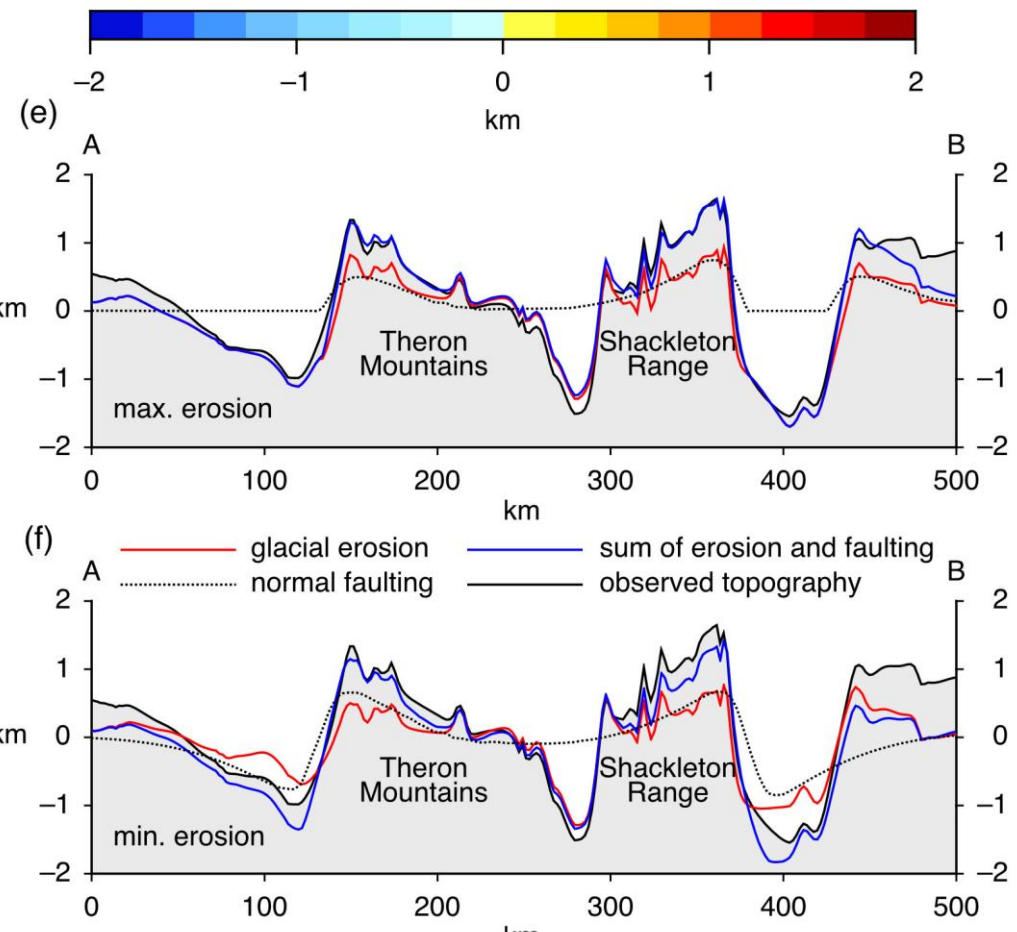 −2 −1 0 1 2
km
(e)
A B
2 2
1 1
km 0 0
−1 −1
−2 −2
Theron
Mountains
Shackleton
Range
max. erosion
0 100 200 300 400 500
km
(f)
glacial erosion sum of erosion and faulting
normal faulting observed topography
A B
2 2
1 1
km 0 0
−1 −1
−2 −2
Theron
Mountains
Shackleton
Range
min. erosion
0 100 200 300 400 500
km